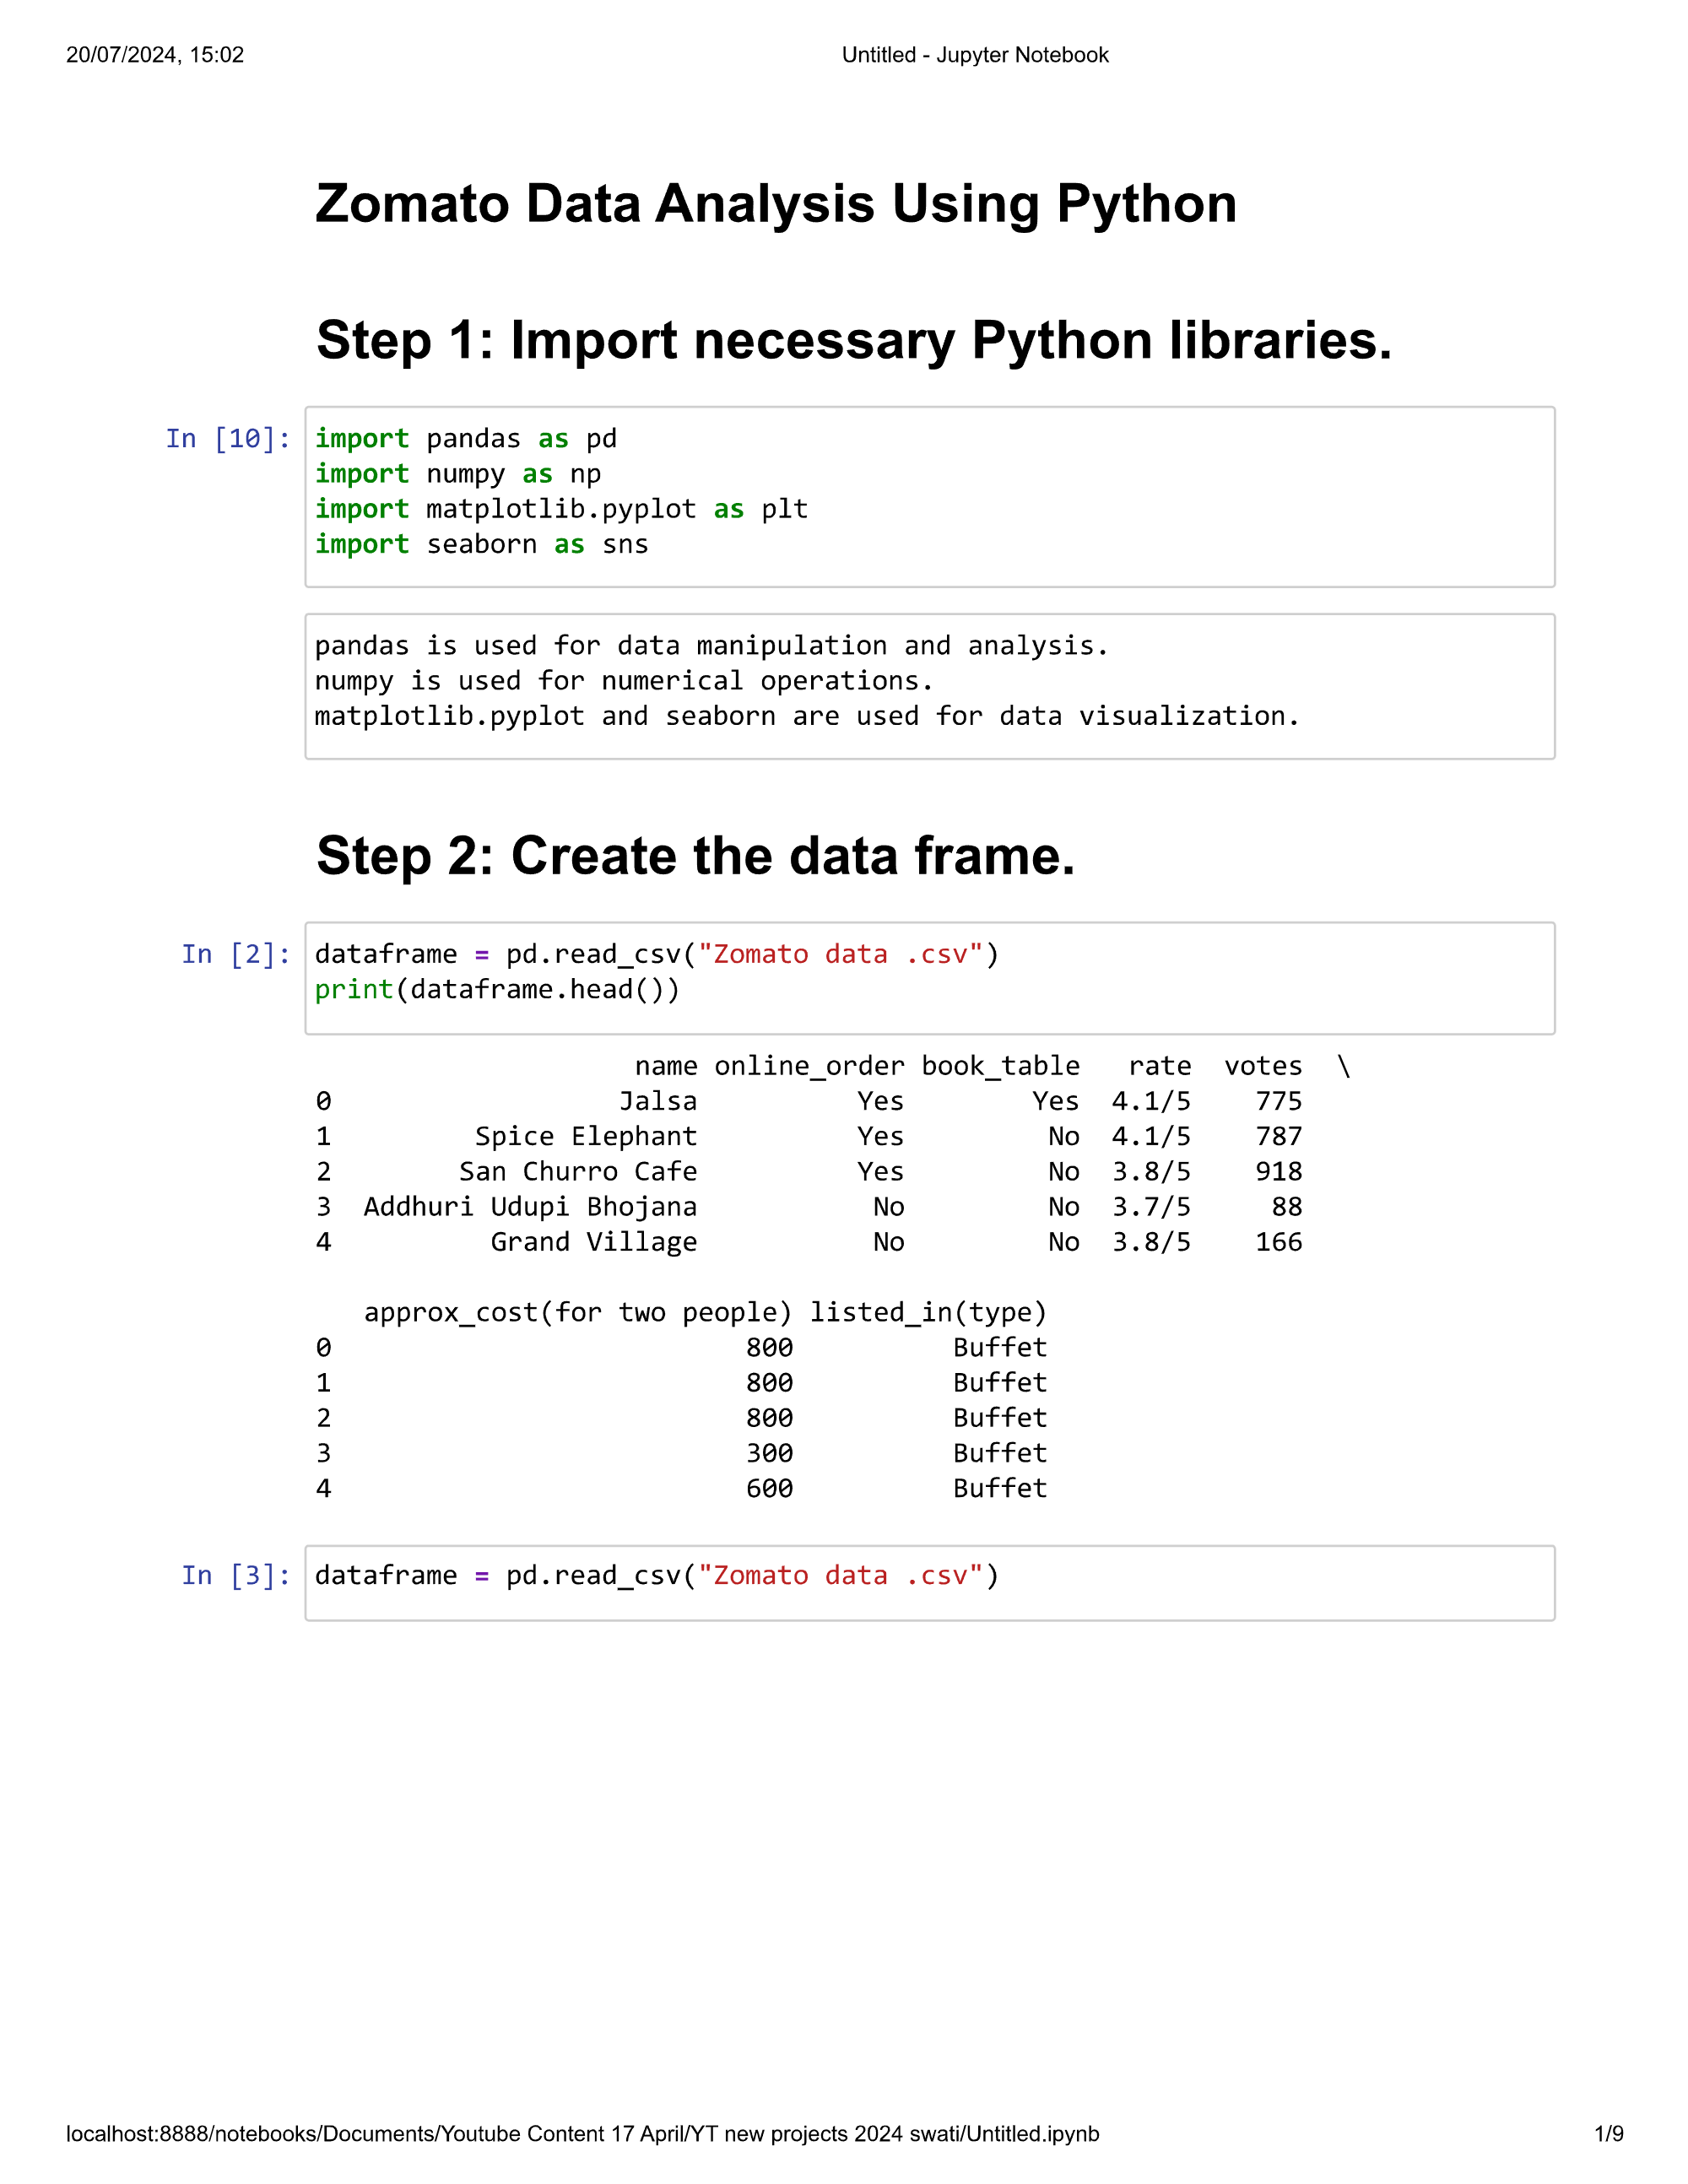 20/07/2024, 15:02 Untitled - Jupyter Notebook
Zomato Data Analysis Using Python
Step 1: Import necessary Python libraries.
In [10]: import pandas as pd
import numpy as np
import matplotlib.pyplot as plt
import seaborn as sns
pandas is used for data manipulation and analysis.
numpy is used for numerical operations.
matplotlib.pyplot and seaborn are used for data visualization.
Step 2: Create the data frame.
In [2]: dataframe = pd.read_csv("Zomato data .csv")
print(dataframe.head())
name online_order book_table rate votes \
0 Jalsa Yes Yes 4.1/5 775
1 Spice Elephant Yes No 4.1/5 787
2 San Churro Cafe Yes No 3.8/5 918
3 Addhuri Udupi Bhojana No No 3.7/5 88
4 Grand Village No No 3.8/5 166
approx_cost(for two people) listed_in(type)
0 800 Buffet
1 800 Buffet
2 800 Buffet
3 300 Buffet
4 600 Buffet
In [3]: dataframe = pd.read_csv("Zomato data .csv")
localhost:8888/notebooks/Documents/Youtube Content 17 April/YT new projects 2024 swati/Untitled.ipynb 1/9